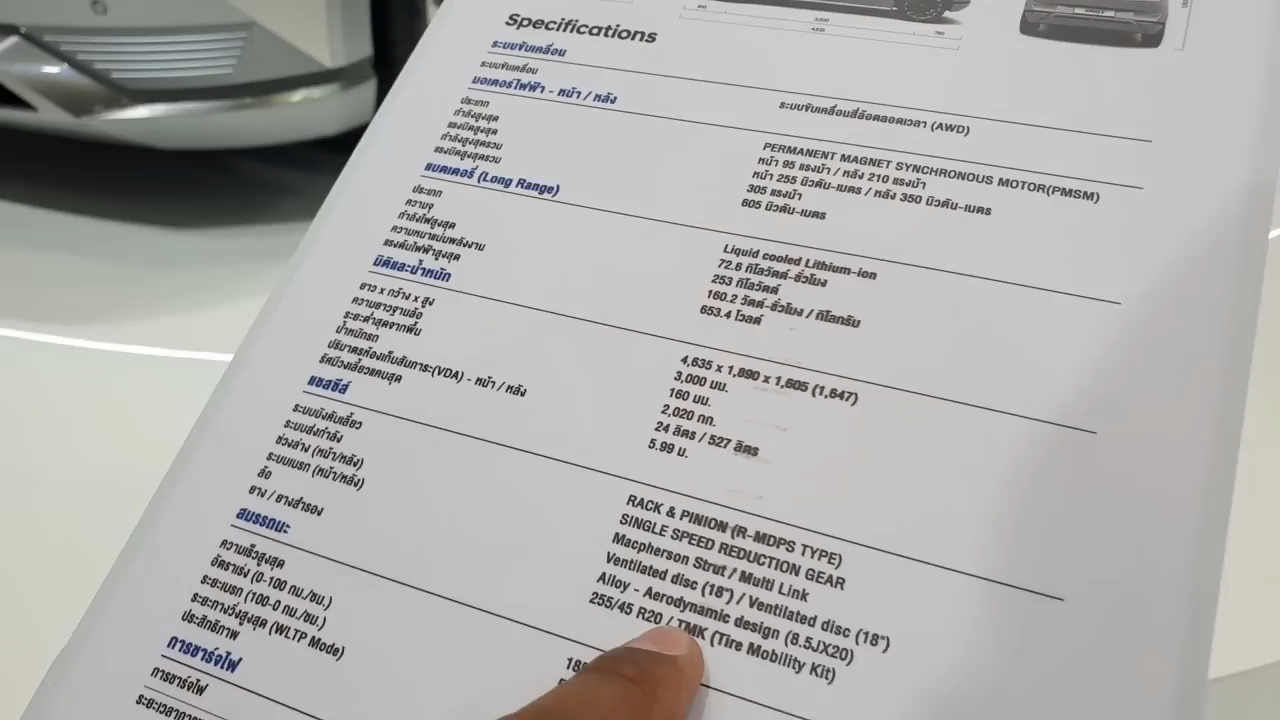 3,000
Specifications
ระบบขับเคลื่อน
ระบบขับเคลื่อน ระบบขับเคลื่อนสี่ล้อตลอดเวลา (AWD)
มอเตอร์ไฟฟ้า - หน้า / หลัง
ประเภท PERMANENT MAGNET SYNCHRONOUS MOTOR(PMSM)
กำลังสูงสุด หน้า 95 แรงม้า / หลัง 210 แรงม้า
แรงบิดสูงสุด หน้า 255 นิวตัน-เมตร / หลัง 350 นิวตัน-เมตร
กำลังสูงสุดรวม 305 แรงม้า
แรงบิดสูงสุดรวม 605 นิวตัน-เมตร
แบตเตอรี่ (Long Range)
ประเภท Liquid cooled Lithium-ion
ความจุ 72.6 กิโลวัตต์-ชั่วโมง
กำลังไฟสูงสุด 253 กิโลวัตต์
ความหนาแน่นพลังงาน 160.2 วัตต์-ชั่วโมง / กิโลกรัม
แรงดันไฟฟ้าสูงสุด 653.4 โวลต์
มิติและน้ำหนัก
ยาว x กว้าง x สูง 4,635 x 1,890 x 1,605 (1,647)
ความยาวฐานล้อ 3,000 มม.
ระยะต่ำสุดจากพื้น 160 มม.
น้ำหนักรถ 2,020 กก.
ปริมาตรห้องเก็บสัมภาระ(VDA) - หน้า / หลัง 24 ลิตร / 527 ลิตร
รัศมีวงเลี้ยวแคบสุด 5.99 ม.
แชสซีส์
ระบบบังคับเลี้ยว RACK & PINION (R-MDPS TYPE)
ระบบส่งกำลัง SINGLE SPEED REDUCTION GEAR
ช่วงล่าง (หน้า/หลัง) Macpherson Strut / Multi Link
ระบบเบรก (หน้า/หลัง) Ventilated disc (18") / Ventilated disc (18")
ล้อ Alloy - Aerodynamic design (8.5JX20)
ยาง / ยางสำรอง 255/45 R20 / TMK (Tire Mobility Kit)
สมรรถนะ
ความเร็วสูงสุด
อัตราเร่ง (0-100 กม./ชม.)
ระยะเบรก (100-0 กม./ชม.)
ระยะทางวิ่งสูงสุด (WLTP Mode)
ประสิทธิภาพ
การชาร์จไฟ
การชาร์จไฟ